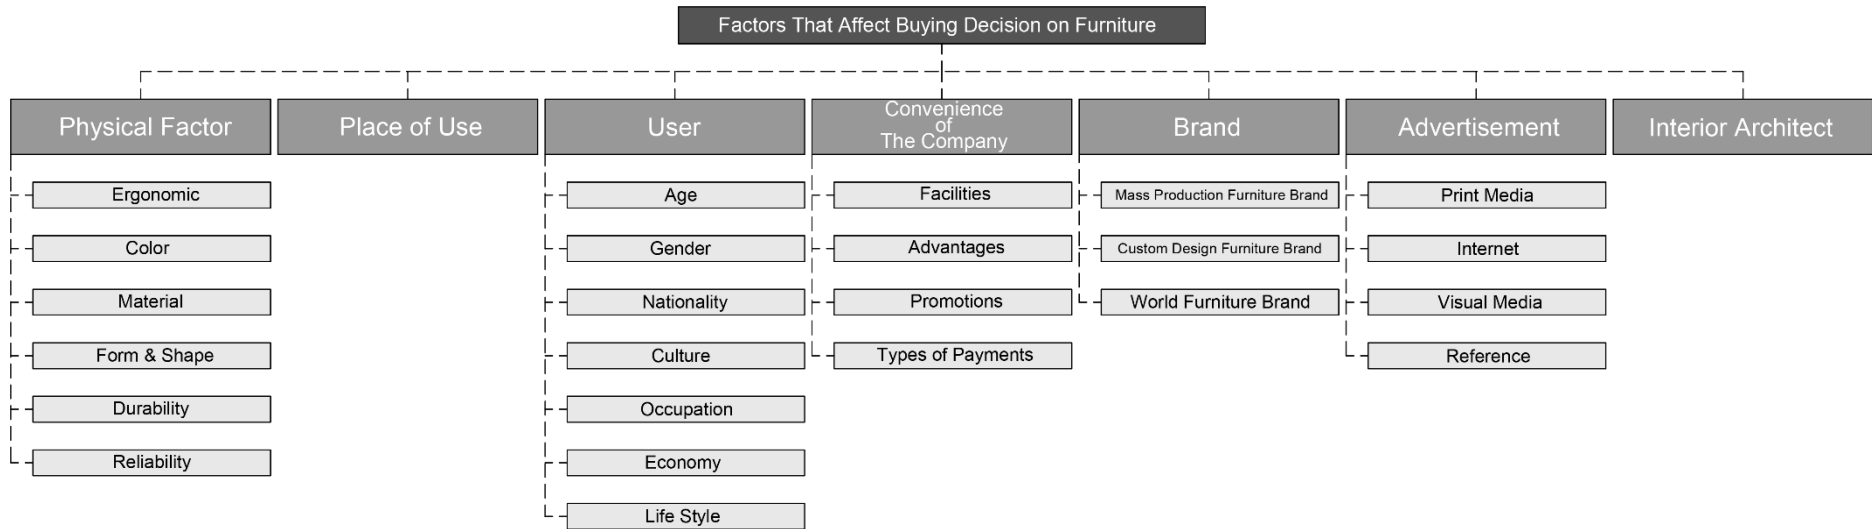 Factors That Affect Buying Decision on Furniture
Physical Factor
Place of Use
User
Convenience
of
The Company
Brand
Advertisement
Interior Architect
Ergonomic
Color
Material
Form & Shape
Durability
Reliability
Age
Gender
Nationality
Culture
Occupation
Economy
Life Style
Facilities
Advantages
Promotions
Types of Payments
Mass Production Furniture Brand
Custom Design Furniture Brand
World Furniture Brand
Print Media
Internet
Visual Media
Reference